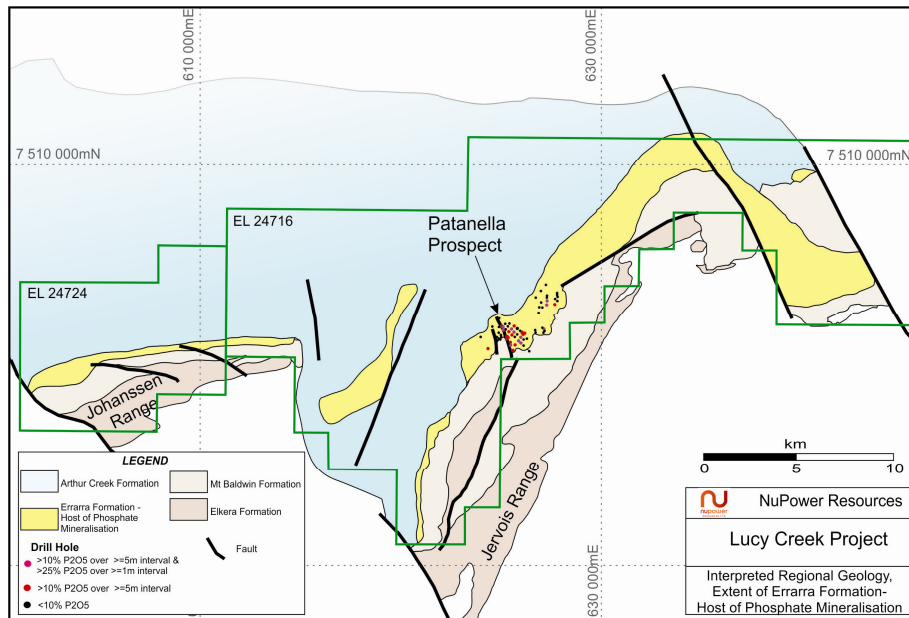 610 000mE
630 000mE
7 510 000mN
7 510 000mN
EL 24716
Patanella
Prospect
EL 24724
Johanssen
Range
Jervois Range
km
0 5 10
LEGEND
Arthur Creek Formation
Mt Baldwin Formation
Errarra Formation -
Host of Phosphate
Mineralisation
Elkera Formation
Drill Hole
>10% P2O5 over >=5m interval &
>25% P2O5 over >=1m interval
>10% P2O5 over >=5m interval
<10% P2O5
Fault
630 000mE
nupower
NuPower Resources
Lucy Creek Project
Interpreted Regional Geology,
Extent of Errarra Formation-
Host of Phosphate Mineralisation